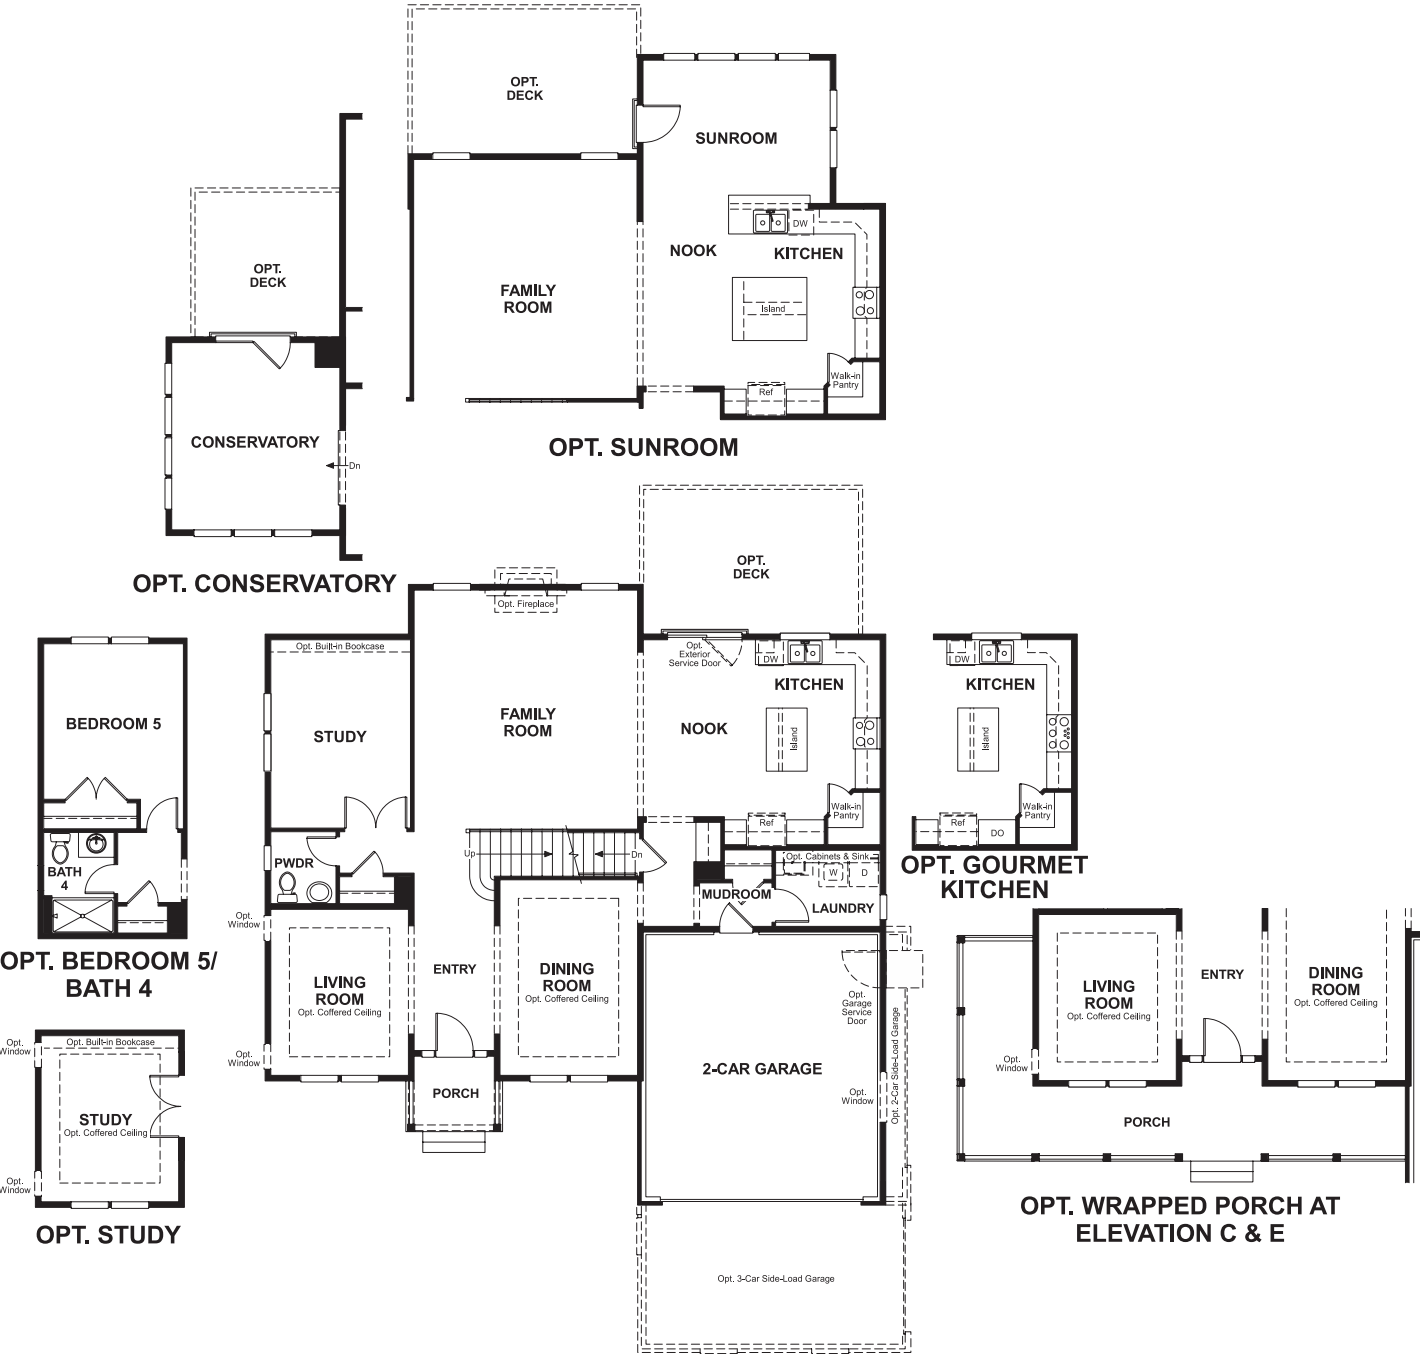 OPT.
DECK
SUNROOM
DW
NOOK
KITCHEN
FAMILY
ROOM
Island
Walk-in
Pantry
Ref
OPT. SUNROOM
OPT.
DECK
CONSERVATORY
Dn
OPT. CONSERVATORY
BEDROOM 5
BATH
4
OPT. BEDROOM 5/
BATH 4
Opt.
Window
Opt. Built-in Bookcase
STUDY
Opt. Coffered Ceiling
Opt.
Window
OPT. STUDY
OPT.
DECK
Opt. Fireplace
Opt. Built-in Bookcase
Opt.
Exterior
Service Door
DW
KITCHEN
FAMILY
ROOM
STUDY
NOOK
Island
Walk-in
Pantry
Ref
Up
Dn
PWDR
Opt. Cabinets & Sink
W
D
MUDROOM
LAUNDRY
Opt.
Window
LIVING
ROOM
Opt. Coffered Ceiling
ENTRY
DINING
ROOM
Opt. Coffered Ceiling
Opt.
Window
Opt.
Garage
Service
Door
2-CAR GARAGE
Opt.
Window
Opt. 2-Car Side-Load Garage
PORCH
Opt. 3-Car Side-Load Garage
DW
KITCHEN
Island
Walk-in
Pantry
Ref
DO
OPT. GOURMET
KITCHEN
LIVING
ROOM
Opt. Coffered Ceiling
ENTRY
DINING
ROOM
Opt. Coffered Ceiling
Opt.
Window
PORCH
OPT. WRAPPED PORCH AT
ELEVATION C & E